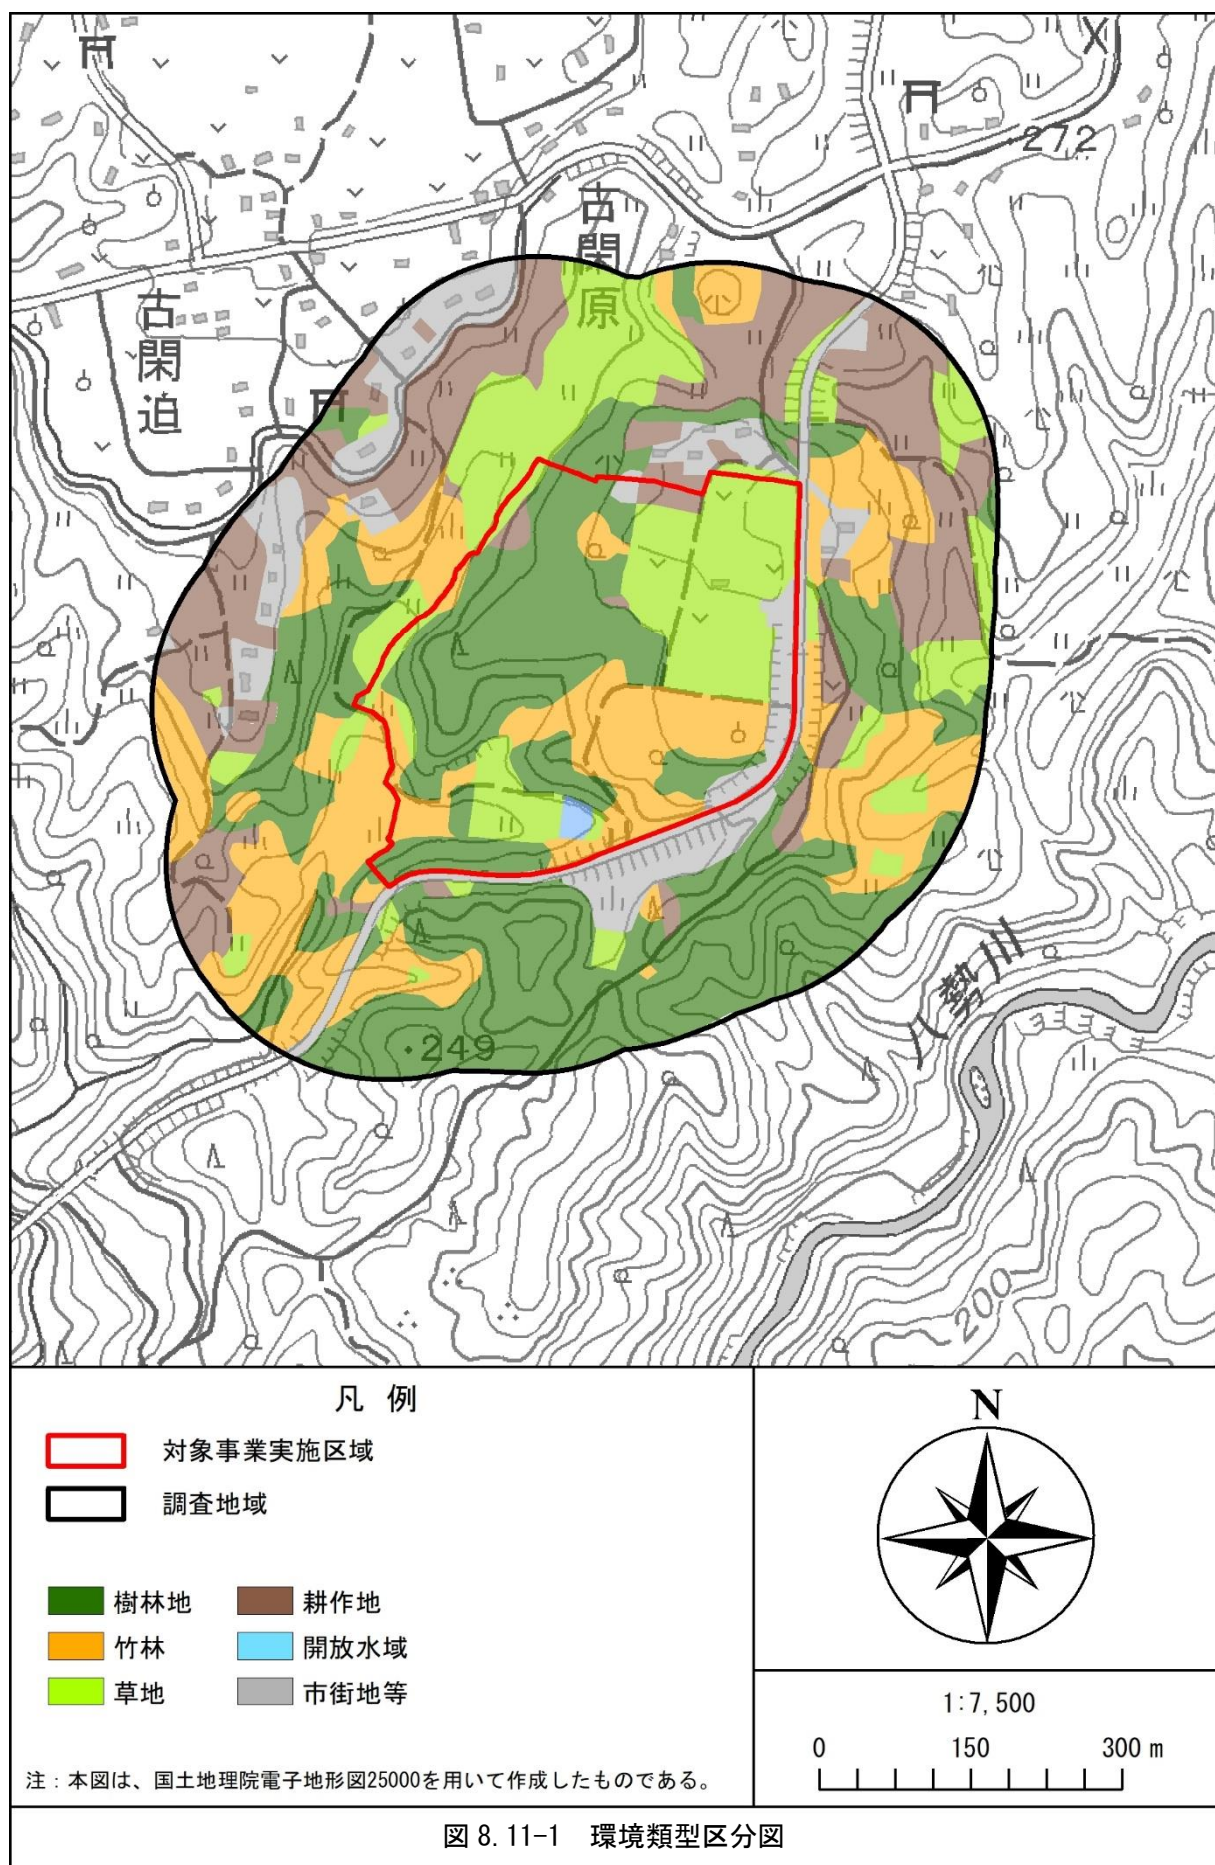 272
古閑原
古閑迫
八勢川
249
200
凡 例
対象事業実施区域
調査地域
樹林地
耕作地
竹林
開放水域
草地
市街地等
注：本図は、国土地理院電子地形図25000を用いて作成したものである。
N
1:7,500
0 150 300 m
図 8.11-1 環境類型区分図